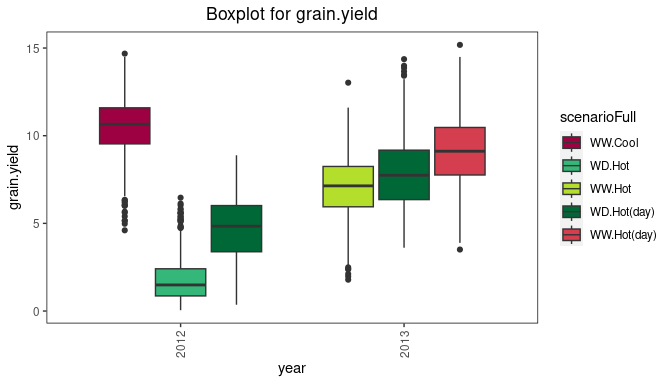 Boxplot for grain.yield
grain.yield
15
10
5
0
2012
2013
year
scenarioFull
WW.Cool
WD.Hot
WW.Hot
WD.Hot(day)
WW.Hot(day)